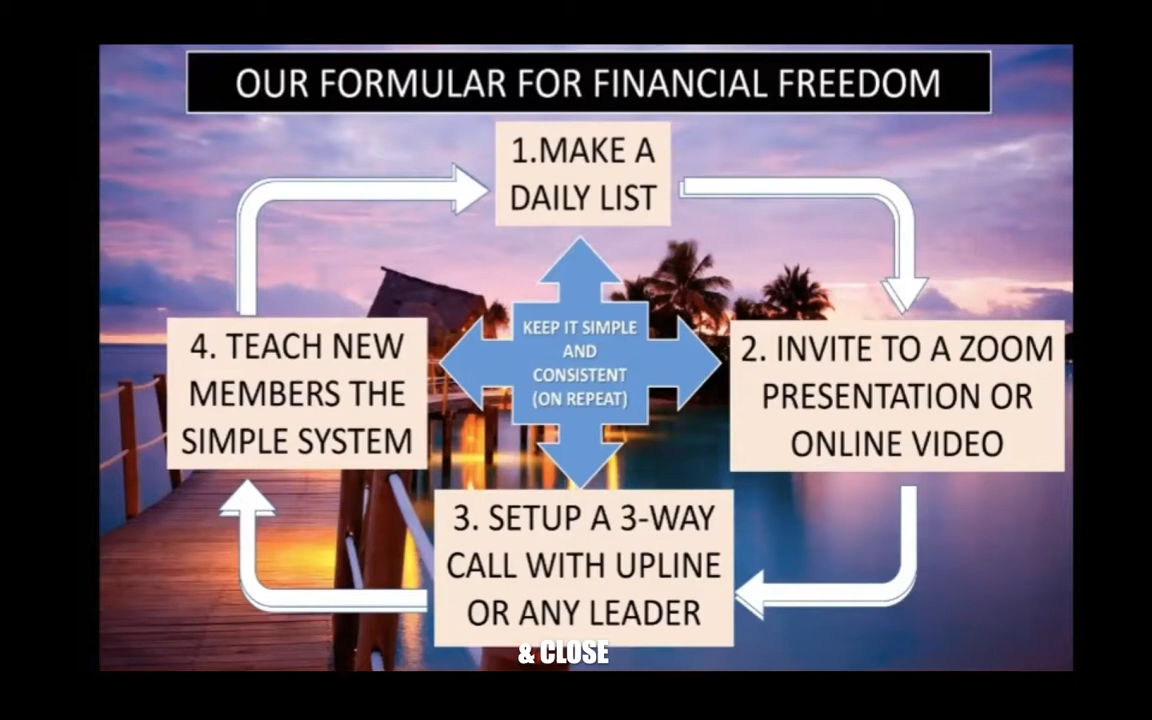 OUR FORMULAR FOR FINANCIAL FREEDOM
1.MAKE A
DAILY LIST
2. INVITE TO A ZOOM
PRESENTATION OR
ONLINE VIDEO
3. SETUP A 3-WAY
CALL WITH UPLINE
OR ANY LEADER
& CLOSE
4. TEACH NEW
MEMBERS THE
SIMPLE SYSTEM
KEEP IT SIMPLE
AND
CONSISTENT
(ON REPEAT)